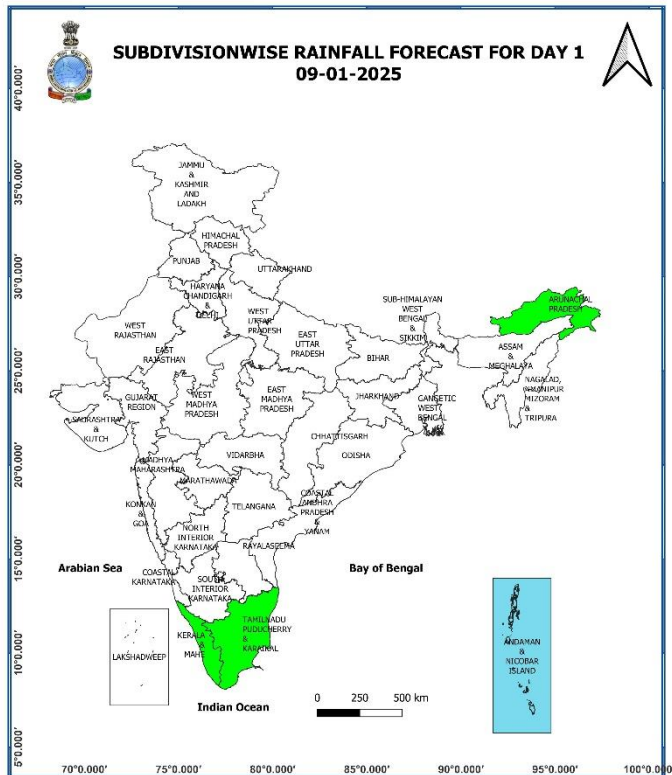 SUBDIVISIONWISE RAINFALL FORECAST FOR DAY 1
09-01-2025
40°0.000'
35°0.000'
30°0.000'
25°0.000'
20°0.000'
15°0.000'
10°0.000'
5°0.000'
JAMMU
&
KASHMIR
AND
LADAKH
HIMACHAL
PRADESH
PUNJAB
UTTARAKHAND
HARYANA
CHANDIGARH
&
DELHI
WEST
UTTAR
PRADESH
EAST
UTTAR
PRADESH
SUB-HIMALAYAN
WEST
BENGAL
&
SIKKIM
ARUNACHAL
PRADESH
ASSAM
&
MEGHALAYA
WEST
RAJASTHAN
EAST
RAJASTHAN
BIHAR
NAGALAD,
MANIPUR
MIZORAM
&
TRIPURA
GUJARAT
REGION
WEST
MADHYA
PRADESH
EAST
MADHYA
PRADESH
JHARKHAND
GANGETIC
WEST
BENGAL
SAURASHTRA
&
KUTCH
CHHATTISGARH
ODISHA
MADHYA
MAHARASHTRA
VIDARBHA
MARATHAWADA
KONKAN
&
GOA
TELANGANA
COASTAL
ANDHRA
PRADESH
&
YANAM
NORTH
INTERIOR
KARNATAKA
RAYALASEEMA
Arabian Sea
COASTAL
KARNATAKA
SOUTH
INTERIOR
KARNATAKA
Bay of Bengal
LAKSHADWEEP
KERALA
&
MAHE
TAMILNADU
PUDUCHERRY
&
KARAIKAL
ANDAMAN
&
NICOBAR
ISLAND
0 250 500 km
Indian Ocean
70°0.000' 75°0.000' 80°0.000' 85°0.000' 90°0.000' 95°0.000' 100°0.000'